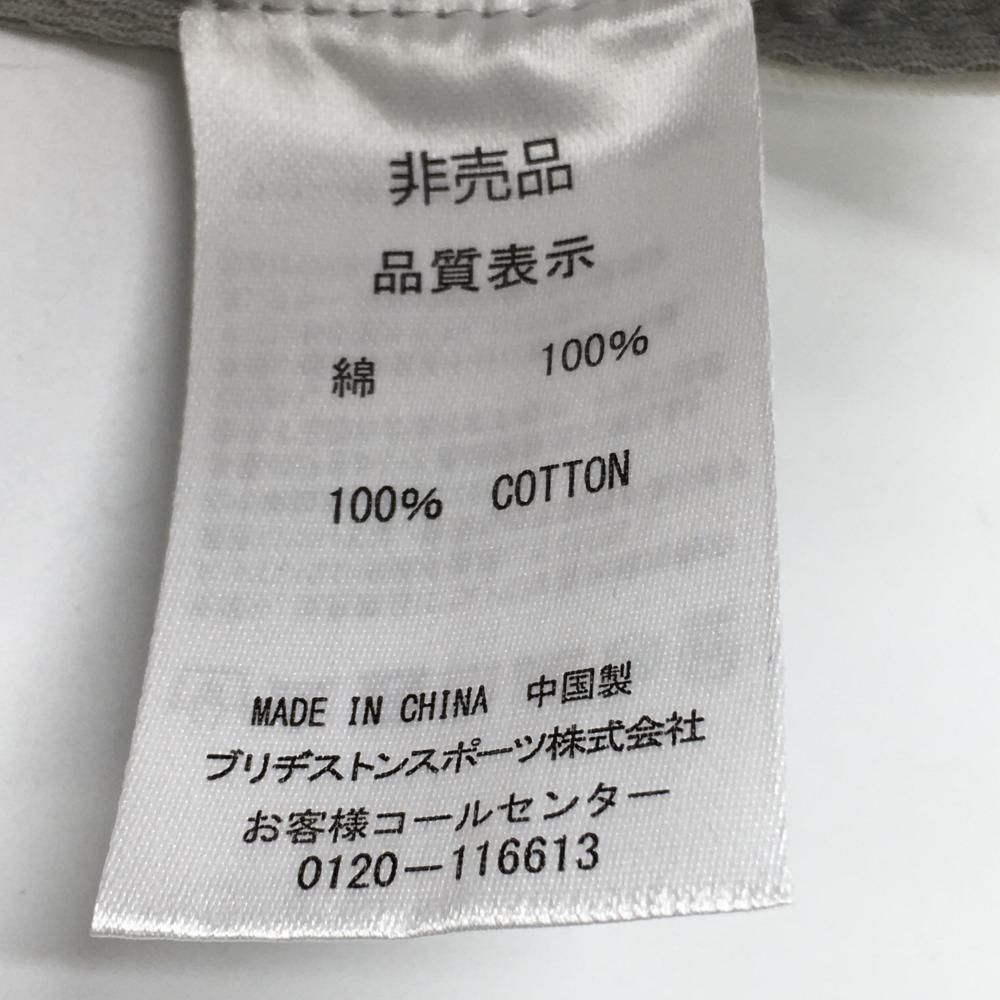 非売品
品質表示
綿 100%
100% COTTON
MADE IN CHINA 中国製
ブリヂストンスポーツ株式会社
お客様コールセンター
0120-116613